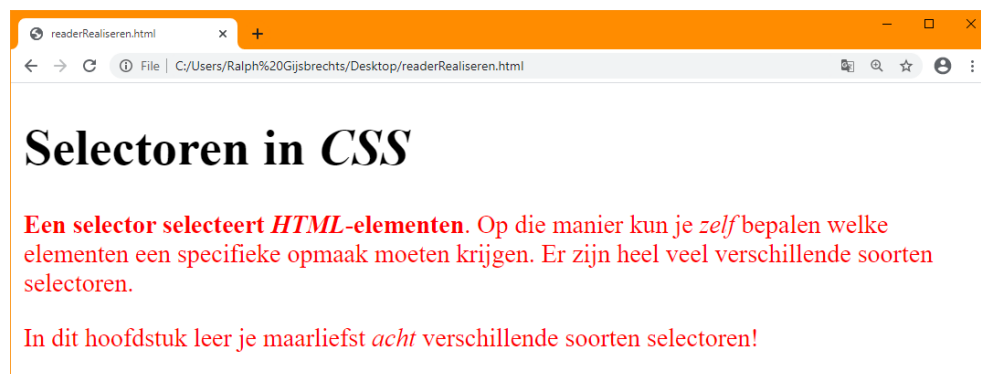 readerRealiseren.html
File | C:/Users/Ralph%20Gijsbrechts/Desktop/readerRealiseren.html
Selectoren in CSS
Een selector selecteert HTML-elementen. Op die manier kun je zelf bepalen welke
elementen een specifieke opmaak moeten krijgen. Er zijn heel veel verschillende soorten
selectoren.
In dit hoofdstuk leer je maarliefst acht verschillende soorten selectoren!